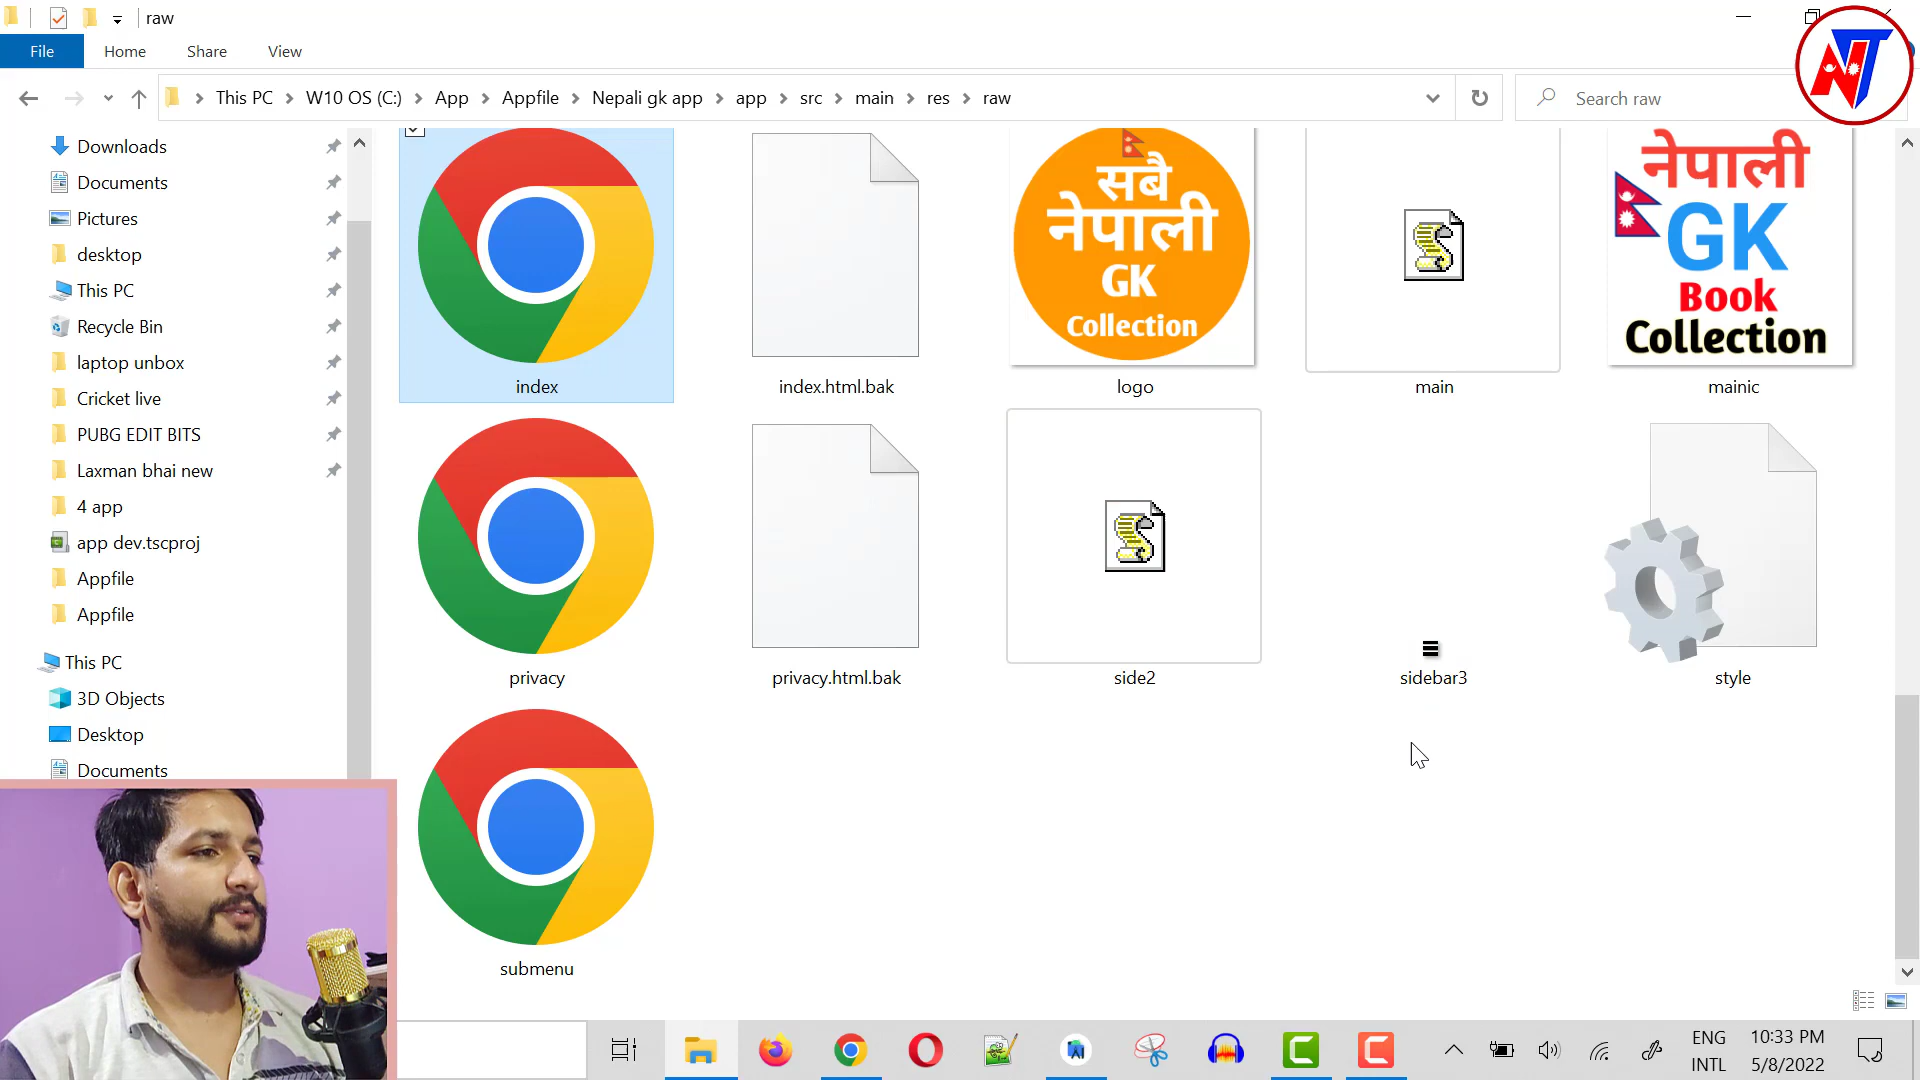 raw
File Home Share View
This PC W10 OS (C:) App Appfile Nepali gk app app src main res raw
Search raw
NT
Downloads
Documents
Pictures
desktop
This PC
Recycle Bin
laptop unbox
Cricket live
PUBG EDIT BITS
Laxman bhai new
4 app
app dev.tscproj
Appfile
Appfile
This PC
3D Objects
Desktop
Documents
सबै
नेपाली
GK
Collection
नेपाली
GK
Book
Collection
index
index.html.bak
logo
main
mainic
privacy
privacy.html.bak
side2
sidebar3
style
submenu
ENG
INTL
10:33 PM
5/8/2022